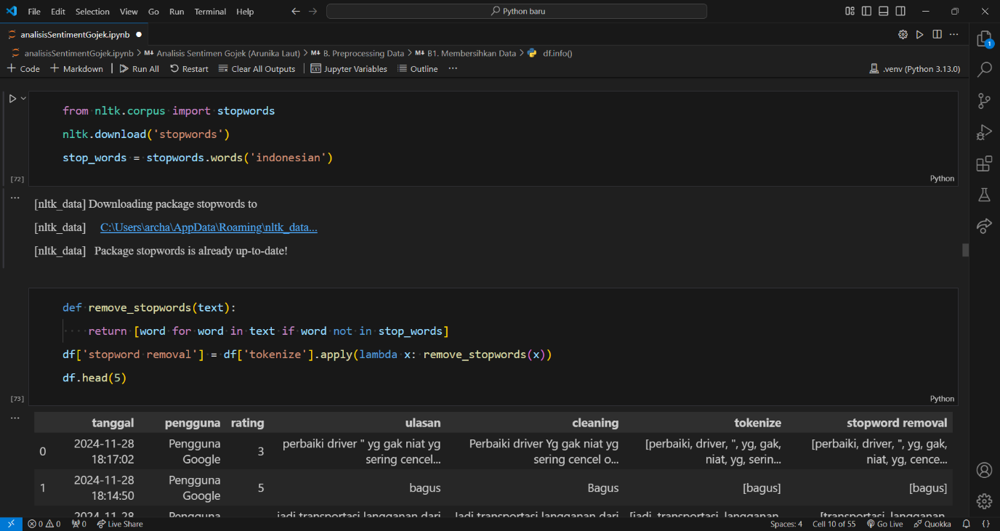 File Edit Selection View Go Run Terminal Help Python baru
analisisSentimentGojek.ipynb
analisisSentimentGojek.ipynb > M↓ Analisis Sentimen Gojek (Arunika Laut) > M↓ B. Preprocessing Data > M↓ B1. Membersihkan Data > df.info()
+ Code + Markdown | Run All Restart Clear All Outputs | Jupyter Variables Outline ... .venv (Python 3.13.0)
1
from nltk.corpus import stopwords
nltk.download('stopwords')
stop_words = stopwords.words('indonesian')
[72]
Python
[nltk_data] Downloading package stopwords to
[nltk_data] C:\Users\archa\AppData\Roaming\nltk_data...
[nltk_data] Package stopwords is already up-to-date!
def remove_stopwords(text):
    return [word for word in text if word not in stop_words]
df['stopword removal'] = df['tokenize'].apply(lambda x: remove_stopwords(x))
df.head(5)
[73]
Python
tanggal pengguna rating ulasan cleaning tokenize stopword removal
0 2024-11-28 18:17:02 Pengguna Google 3 perbaiki driver " yg gak niat yg sering cencel... Perbaiki driver Yg gak niat yg sering cencel o... [perbaiki, driver, ", yg, gak, niat, yg, serin... [perbaiki, driver, ", yg, gak, niat, yg, cence...
1 2024-11-28 18:14:50 Pengguna Google 5 bagus Bagus [bagus] [bagus]
Pengguna jadi transportasi langganan dari Jadi transportasi langganan dari [jadi, transportasi, langganan, [transportasi, langganan,
0 0 0 Live Share Spaces: 4 Cell 10 of 55 Go Live Quokka {}